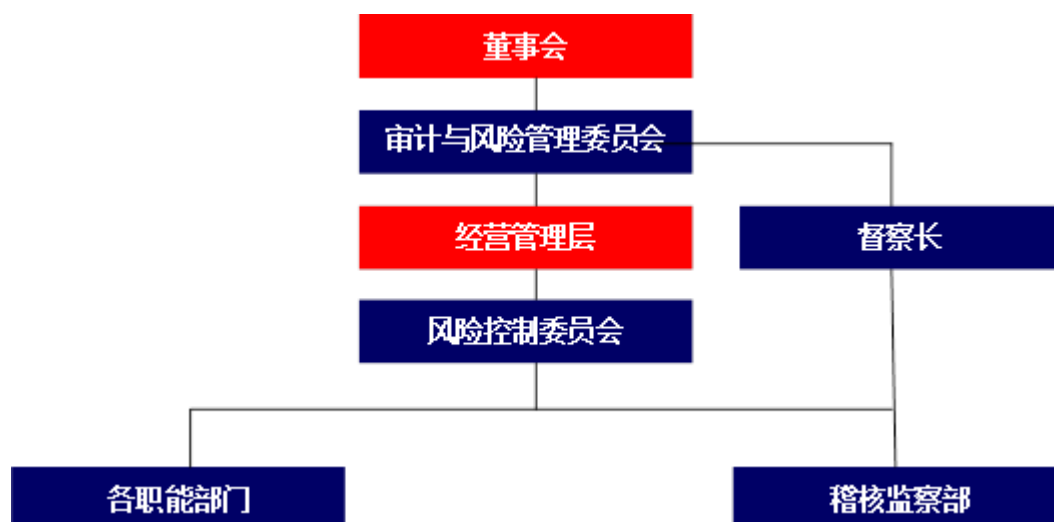 董事会
审计与风险管理委员会
经营管理层
督察长
风险控制委员会
各职能部门
稽核监察部